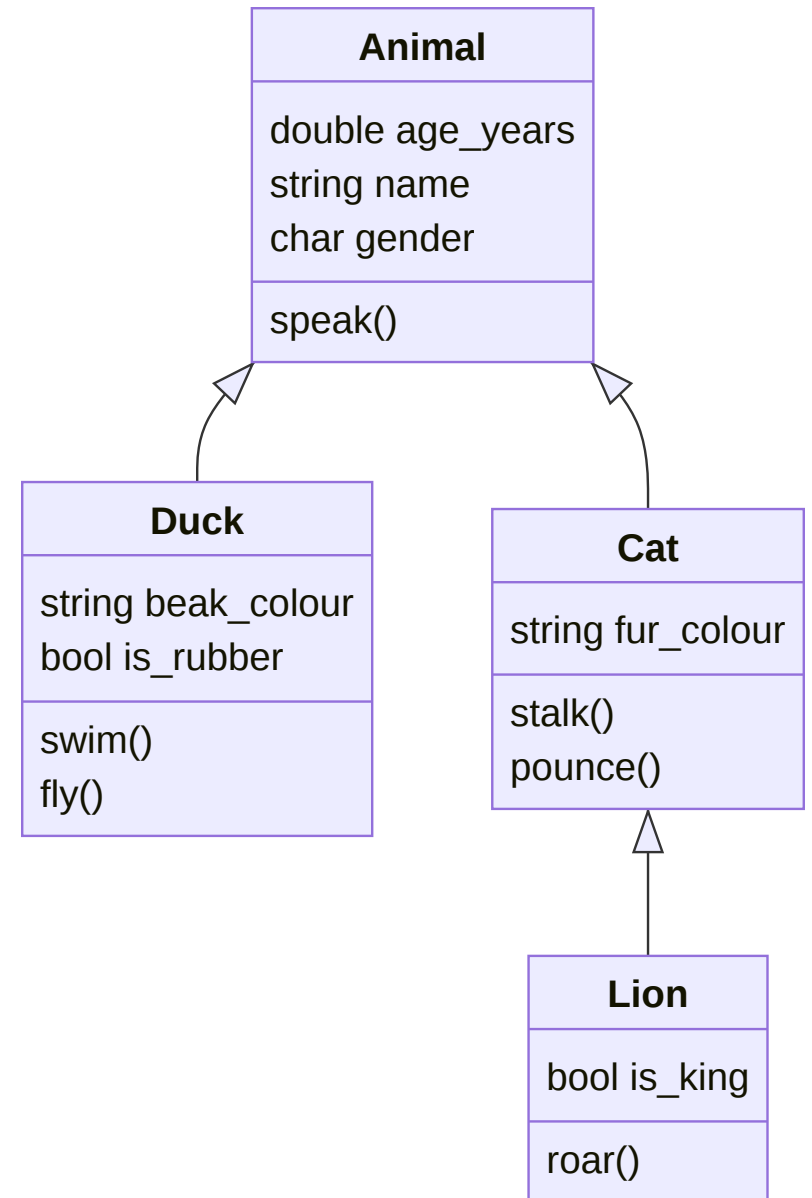 Animal
double age_years
string name
char gender
speak()
Duck
string beak_colour
bool is_rubber
swim()
fly()
Cat
string fur_colour
stalk()
pounce()
Lion
bool is_king
roar()